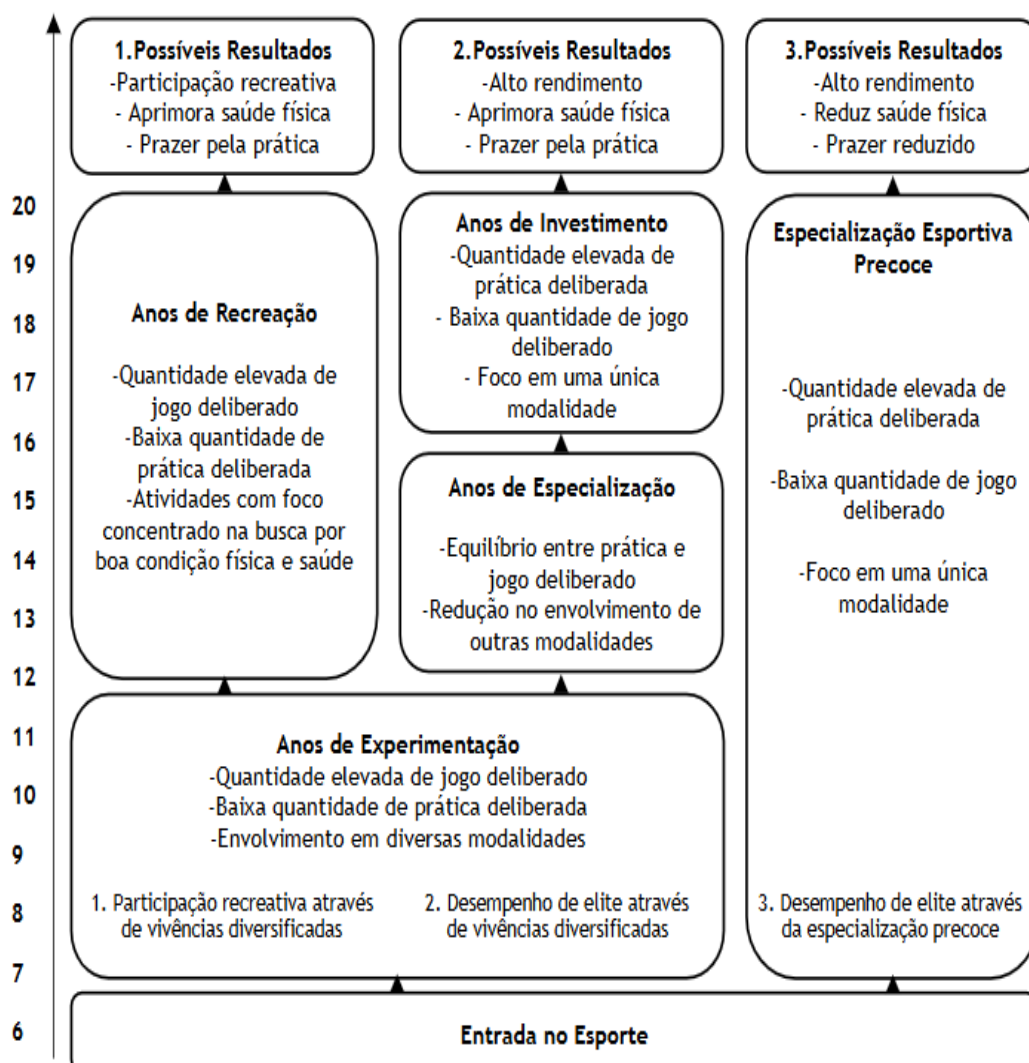 1.Possíveis Resultados
-Participação recreativa
- Aprimora saúde física
- Prazer pela prática
2.Possíveis Resultados
-Alto rendimento
- Aprimora saúde física
- Prazer pela prática
3.Possíveis Resultados
- Alto rendimento
- Reduz saúde física
- Prazer reduzido
20
19
18
17
16
15
14
13
12
11
10
9
8
7
6
Anos de Recreação
-Quantidade elevada de
jogo deliberado
-Baixa quantidade de
prática deliberada
-Atividades com foco
concentrado na busca por
boa condição física e saúde
Anos de Investimento
-Quantidade elevada de
prática deliberada
- Baixa quantidade de jogo
deliberado
- Foco em uma única
modalidade
Anos de Especialização
-Equilíbrio entre prática e
jogo deliberado
-Redução no envolvimento de
outras modalidades
Especialização Esportiva
Precoce
-Quantidade elevada de
prática deliberada
-Baixa quantidade de jogo
deliberado
-Foco em uma única
modalidade
3. Desempenho de elite através
da especialização precoce
Anos de Experimentação
-Quantidade elevada de jogo deliberado
-Baixa quantidade de prática deliberada
-Envolvimento em diversas modalidades
1. Participação recreativa através
de vivências diversificadas
2. Desempenho de elite através
de vivências diversificadas
Entrada no Esporte